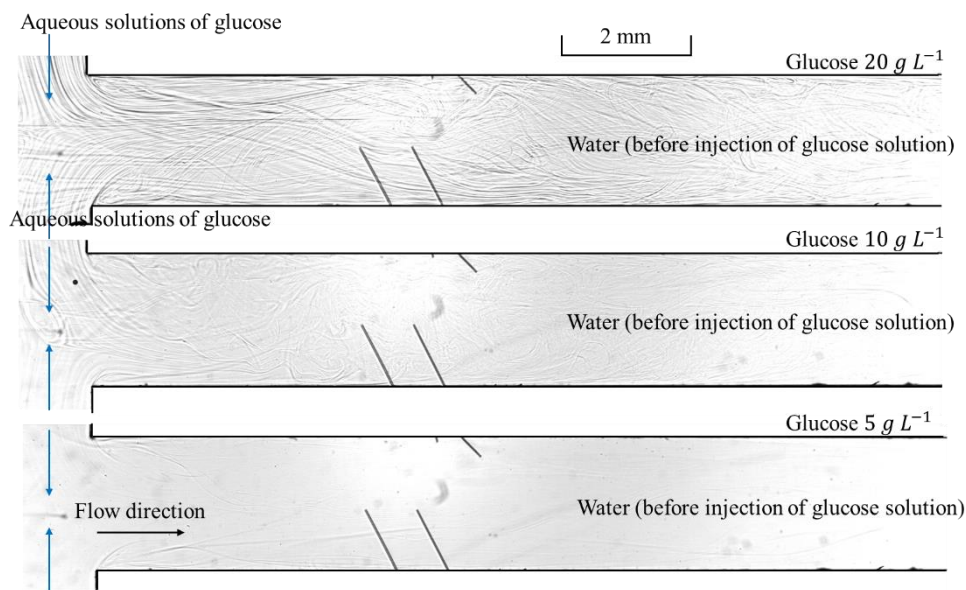 Aqueous solutions of glucose
2 mm
Glucose 20 g L⁻¹
Water (before injection of glucose solution)
Aqueous solutions of glucose
Glucose 10 g L⁻¹
Water (before injection of glucose solution)
Glucose 5 g L⁻¹
Flow direction
Water (before injection of glucose solution)